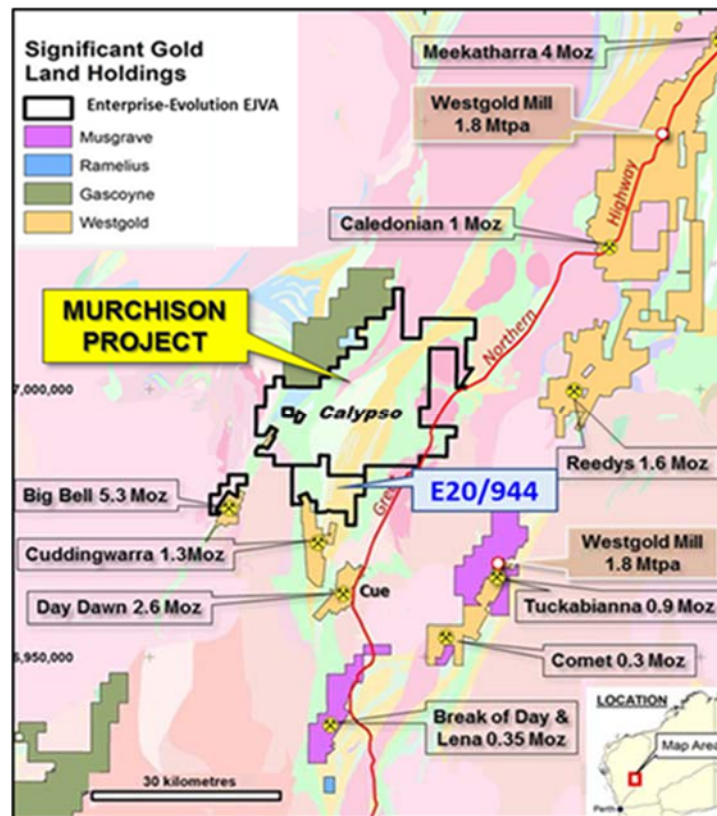 Significant Gold
Land Holdings
Enterprise-Evolution EJVA
Musgrave
Ramelius
Gascoyne
Westgold
Meekatharra 4 Moz
Westgold Mill
1.8 Mtpa
Highway
Caledonian 1 Moz
MURCHISON
PROJECT
Northern
7,000,000
Calypso
Reedys 1.6 Moz
Big Bell 5.3 Moz
E20/944
Cuddingwarra 1.3Moz
Westgold Mill
1.8 Mtpa
Day Dawn 2.6 Moz
Cue
Tuckabianna 0.9 Moz
Comet 0.3 Moz
6,950,000
Break of Day &
Lena 0.35 Moz
LOCATION
Map Area
Perth
30 kilometres